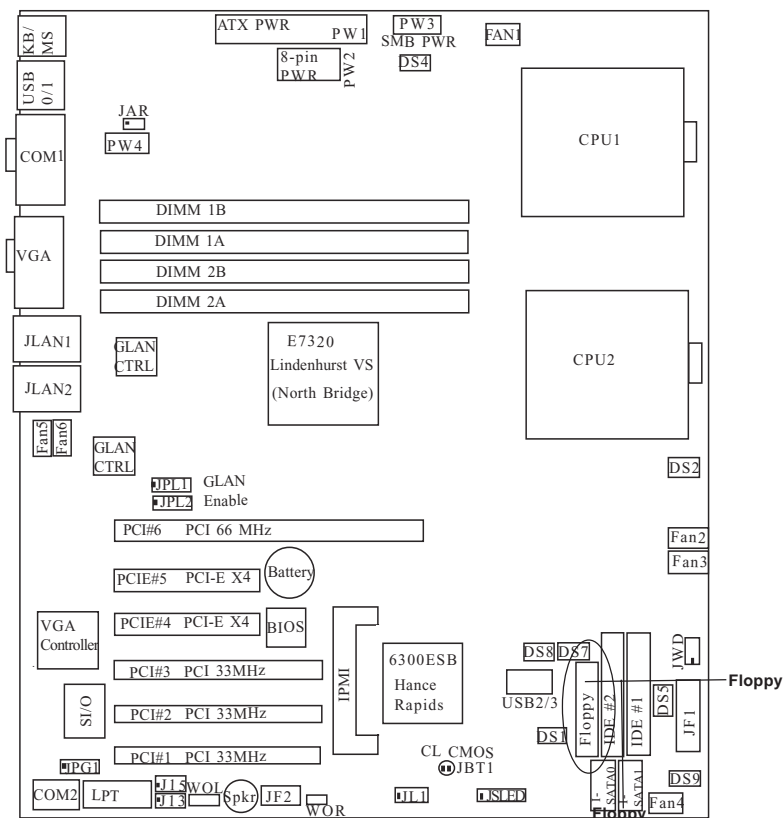 KB/
MS
ATX PWR
PW1
PW3
SMB PWR
FAN1
8-pin
PWR
PW2
DS4
USB
0/1
JAR
PW4
COM1
CPU1
DIMM 1B
DIMM 1A
DIMM 2B
DIMM 2A
VGA
JLAN1
GLAN
CTRL
E7320
Lindenhurst VS
(North Bridge)
CPU2
JLAN2
Fan5
Fan6
GLAN
CTRL
DS2
JPL1
JPL2
GLAN
Enable
PCI#6 PCI 66 MHz
Fan2
Fan3
PCIE#5 PCI-E X4
Battery
VGA
Controller
PCIE#4 PCI-E X4
BIOS
IPMI
6300ESB
Hance
Rapids
DS8
DS7
JWD
PCI#3 PCI 33MHz
USB2/3
Floppy
IDE #2
IDE #1
Floppy
DS5
JF1
SI/O
PCI#2 PCI 33MHz
DS1
PCI#1 PCI 33MHz
CL CMOS
JBT1
JPG1
COM2
LPT
J15
J13
WOL
Spkr
JF2
WOR
JL1
JSLED
I-
SATA0
I-
SATA1
DS9
Fan4
Floppy